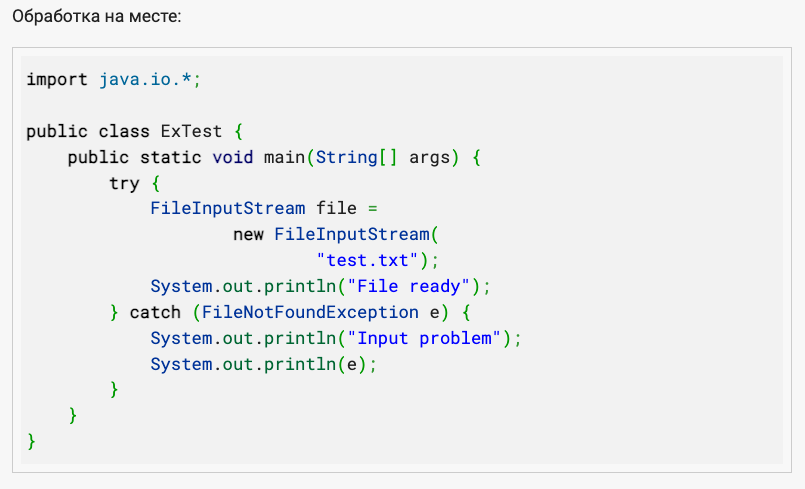 Обработка на месте:
import java.io.*;
public class ExTest {
    public static void main(String[] args) {
        try {
            FileInputStream file =
                    new FileInputStream(
                            "test.txt");
            System.out.println("File ready");
        } catch (FileNotFoundException e) {
            System.out.println("Input problem");
            System.out.println(e);
        }
    }
}